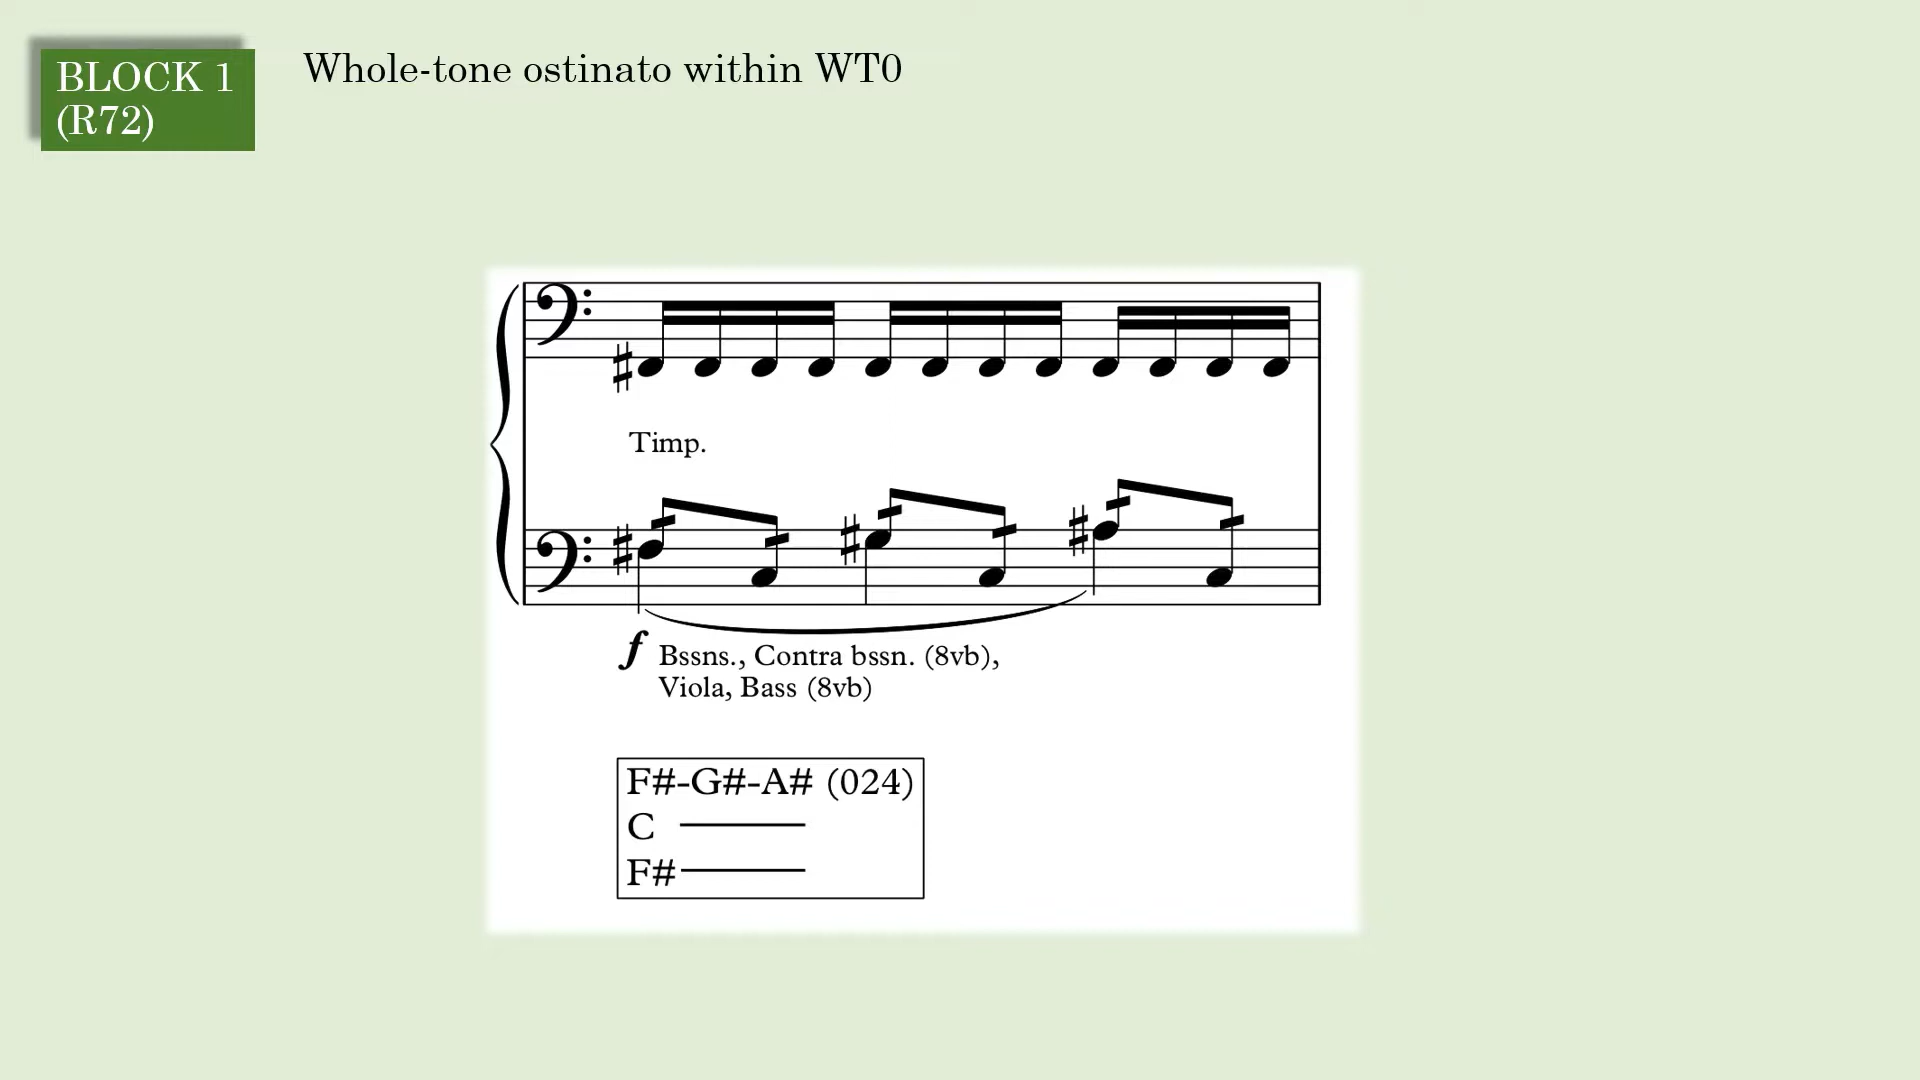 BLOCK 1
(R72)
Whole-tone ostinato within WT0
Timp.
f
Bssns., Contra bssn. (8vb),
Viola, Bass (8vb)
F#-G#-A# (024)
C
F#